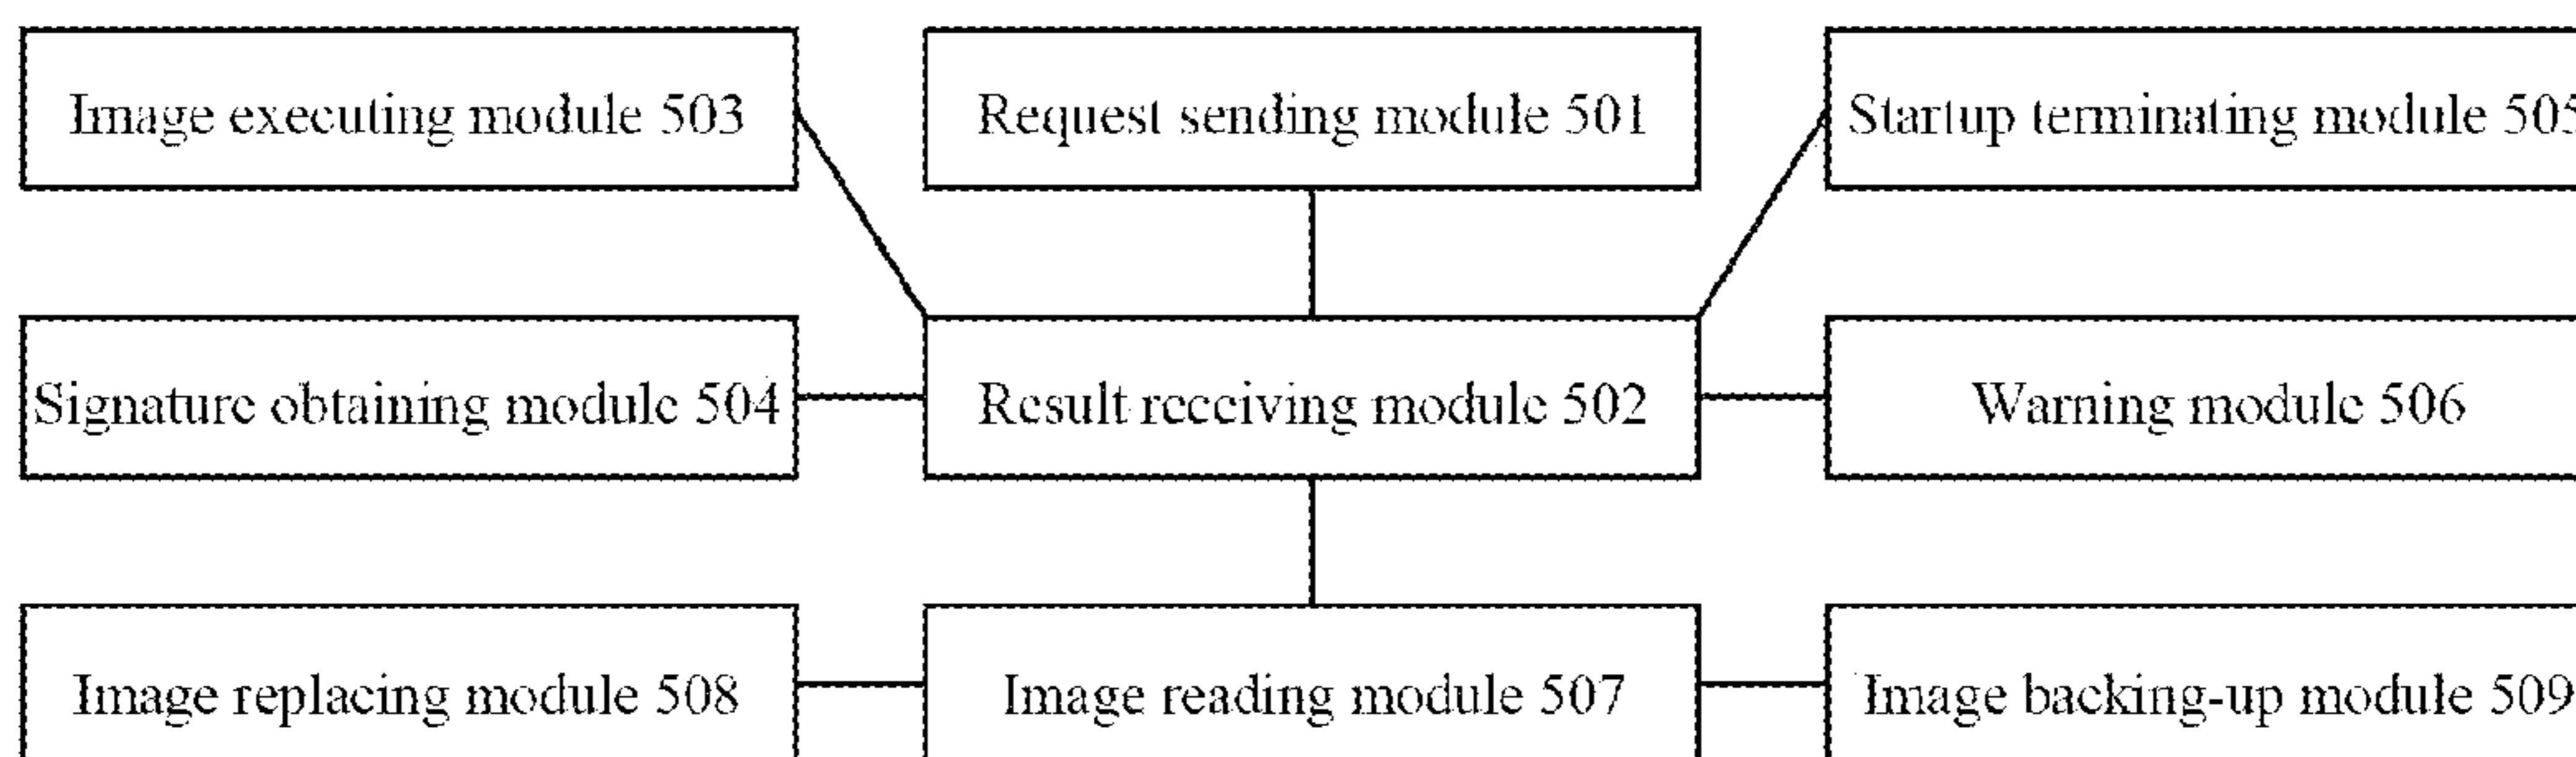 Image executing module 503
Request sending module 501
Startup terminating module 505
Signature obtaining module 504
Result receiving module 502
Warning module 506
Image replacing module 508
Image reading module 507
Image backing-up module 509